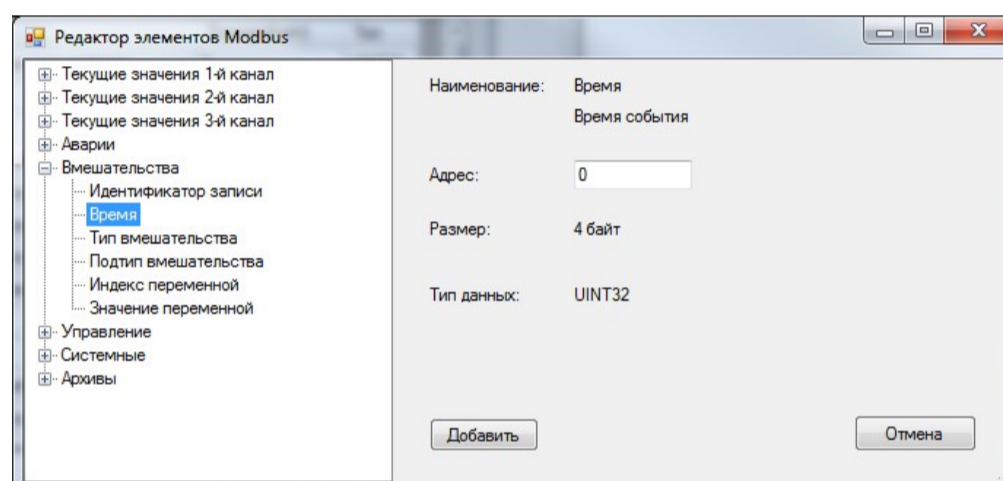 Редактор элементов Modbus
Текущие значения 1-й канал
Текущие значения 2-й канал
Текущие значения 3-й канал
Аварии
Вмешательства
Идентификатор записи
Время
Тип вмешательства
Подтип вмешательства
Индекс переменной
Значение переменной
Управление
Системные
Архивы
Наименование: Время
Время события
Адрес: 0
Размер: 4 байт
Тип данных: UINT32
Добавить
Отмена